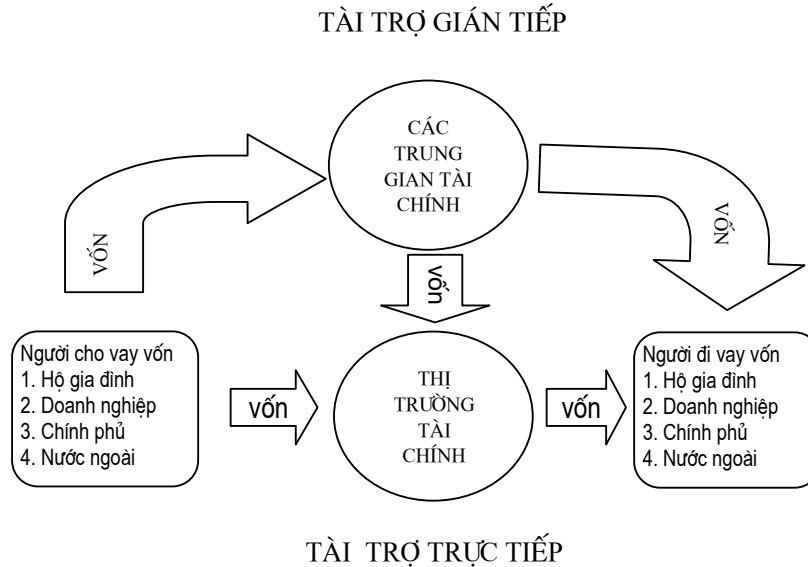 TÀI TRỢ GIÁN TIẾP
CÁC
TRUNG
GIAN TÀI
CHÍNH
VỐN
VỐN
vốn
Người cho vay vốn
1. Hộ gia đình
2. Doanh nghiệp
3. Chính phủ
4. Nước ngoài
vốn
THỊ
TRƯỜNG
TÀI
CHÍNH
vốn
Người đi vay vốn
1. Hộ gia đình
2. Doanh nghiệp
3. Chính phủ
4. Nước ngoài
TÀI TRỢ TRỰC TIẾP